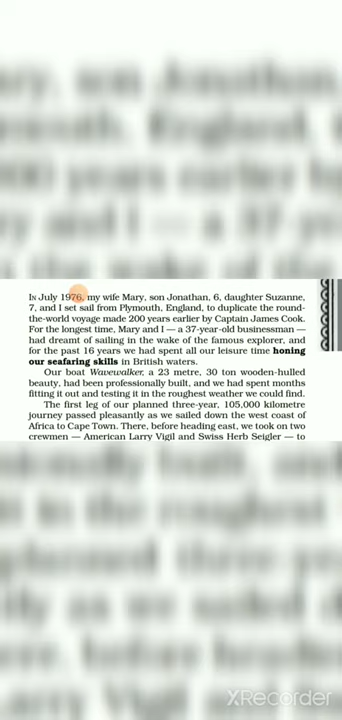 IN July 1976, my wife Mary, son Jonathan, 6, daughter Suzanne,
7, and I set sail from Plymouth, England, to duplicate the round-
the-world voyage made 200 years earlier by Captain James Cook.
For the longest time, Mary and I — a 37-year-old businessman —
had dreamt of sailing in the wake of the famous explorer, and
for the past 16 years we had spent all our leisure time honing
our seafaring skills in British waters.
Our boat Wavewalker, a 23 metre, 30 ton wooden-hulled
beauty, had been professionally built, and we had spent months
fitting it out and testing it in the roughest weather we could find.
The first leg of our planned three-year, 105,000 kilometre
journey passed pleasantly as we sailed down the west coast of
Africa to Cape Town. There, before heading east, we took on two
crewmen — American Larry Vigil and Swiss Herb Seigler — to
XRecorder